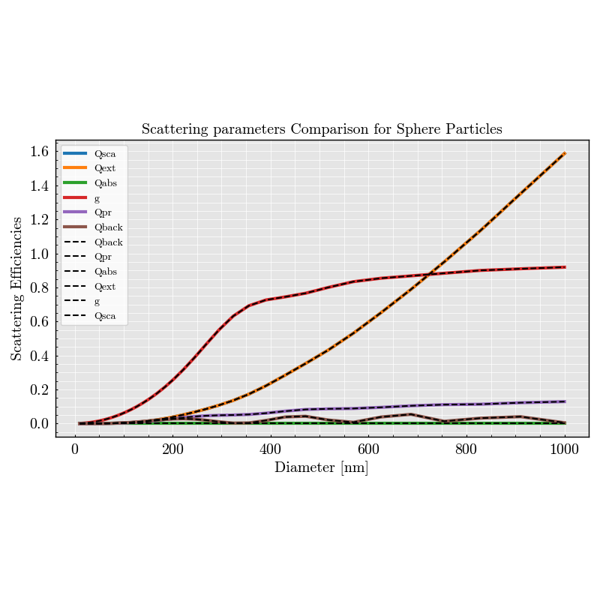 Scattering parameters Comparison for Sphere Particles
Scattering Efficiencies
1.6
1.4
1.2
1.0
0.8
0.6
0.4
0.2
0.0
Qsca
Qext
Qabs
g
Qpr
Qback
Qback
Qpr
Qabs
Qext
g
Qsca
0 200 400 600 800 1000
Diameter [nm]